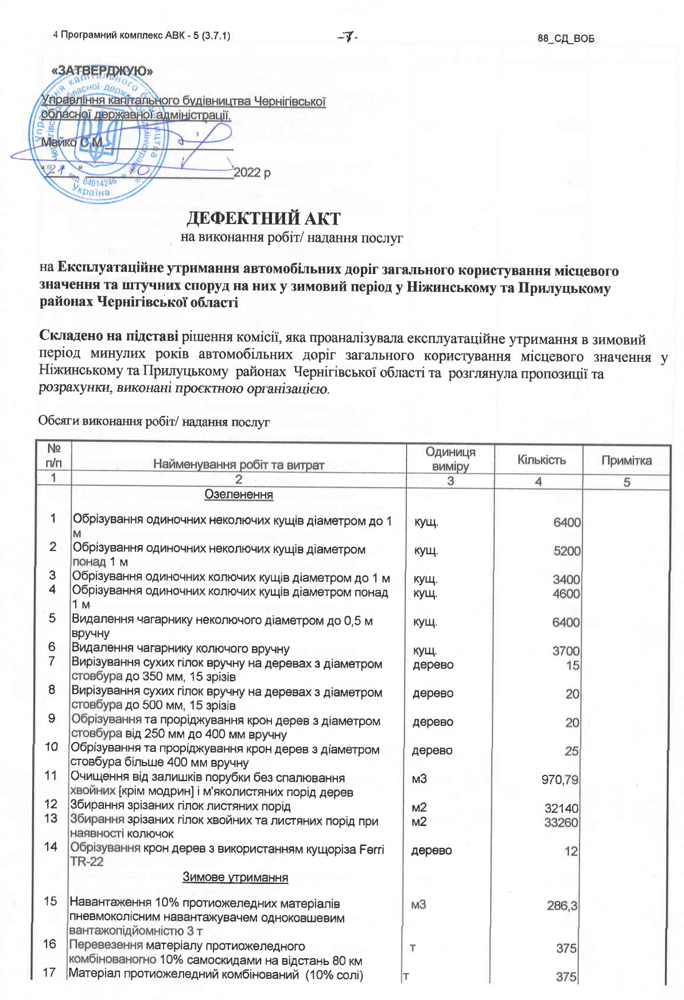 4 Програмний комплекс АВК - 5 (3.7.1)
-7-
88_СД_ВОБ
«ЗАТВЕРДЖУЮ»
Управління капітального будівництва Чернігівської
обласної державної адміністрації.
Майко С.М.
"21" 10 2022 р
Управління капітального будівництва
Чернігівської обласної державної адміністрації
код 04014246
Україна
ДЕФЕКТНИЙ АКТ
на виконання робіт/ надання послуг
на Експлуатаційне утримання автомобільних доріг загального користування місцевого
значення та штучних споруд на них у зимовий період у Ніжинському та Прилуцькому
районах Чернігівської області
Складено на підставі рішення комісії, яка проаналізувала експлуатаційне утримання в зимовий
період минулих років автомобільних доріг загального користування місцевого значення у
Ніжинському та Прилуцькому районах Чернігівської області та розглянула пропозиції та
розрахунки, виконані проєктною організацією.
Обсяги виконання робіт/ надання послуг
№ п/п Найменування робіт та витрат Одиниця виміру Кількість Примітка
1 2 3 4 5
Озеленення
1 Обрізування одиночних неколючих кущів діаметром до 1 кущ. 6400
м
2 Обрізування одиночних неколючих кущів діаметром кущ. 5200
понад 1 м
3 Обрізування одиночних колючих кущів діаметром до 1 м кущ. 3400
4 Обрізування одиночних колючих кущів діаметром понад кущ. 4600
1 м
5 Видалення чагарнику неколючого діаметром до 0,5 м кущ. 6400
вручну
6 Видалення чагарнику колючого вручну кущ. 3700
7 Вирізування сухих гілок вручну на деревах з діаметром дерево 15
стовбура до 350 мм, 15 зрізів
8 Вирізування сухих гілок вручну на деревах з діаметром дерево 20
стовбура до 500 мм, 15 зрізів
9 Обрізування та проріджування крон дерев з діаметром дерево 20
стовбура від 250 мм до 400 мм вручну
10 Обрізування та проріджування крон дерев з діаметром дерево 25
стовбура більше 400 мм вручну
11 Очищення від залишків порубки без спалювання м3 970,79
хвойних [крім модрин] і м'яколистяних порід дерев
12 Збирання зрізаних гілок листяних порід м2 32140
13 Збирання зрізаних гілок хвойних та листяних порід при м2 33260
наявності колючок
14 Обрізування крон дерев з використанням кущоріза Ferri дерево 12
TR-22
Зимове утримання
15 Навантаження 10% протиожеледних матеріалів м3 286,3
пневмоколісним навантажувачем одноковшевим
вантажопідйомністю 3 т
16 Перевезення матеріалу протиожеледного т 375
комбінованогно 10% самоскидами на відстань 80 км
17 Матеріал протиожеледний комбінований (10% солі) т 375